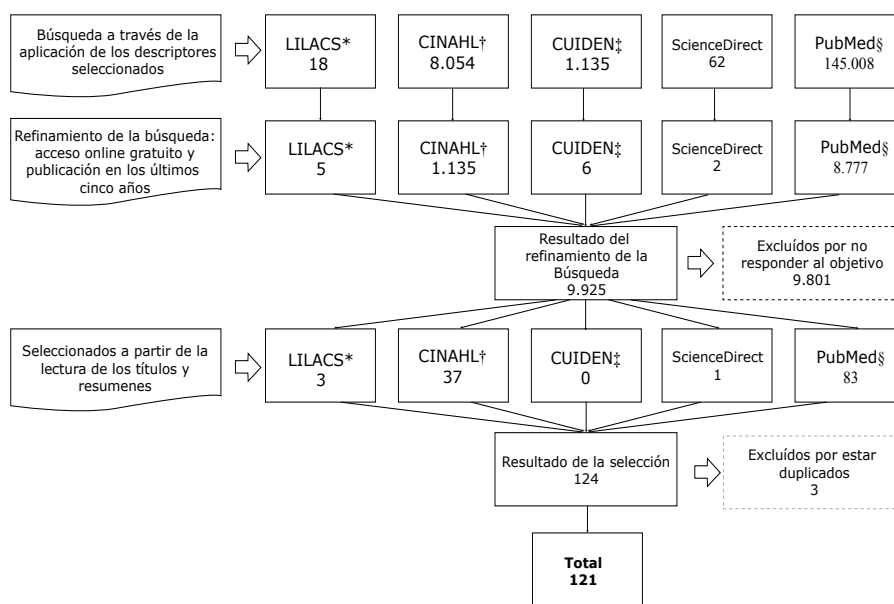 Búsqueda a través de la
aplicación de los descriptores
seleccionados
LILACS*
18
CINAHL†
8.054
CUIDEN‡
1.135
ScienceDirect
62
PubMed§
145.008
Refinamiento de la búsqueda:
acceso online gratuito y
publicación en los últimos
cinco años
LILACS*
5
CINAHL†
1.135
CUIDEN‡
6
ScienceDirect
2
PubMed§
8.777
Resultado del
refinamiento de la
Búsqueda
9.925
Excluídos por no
responder al objetivo
9.801
Seleccionados a partir de la
lectura de los títulos y
resumenes
LILACS*
3
CINAHL†
37
CUIDEN‡
0
ScienceDirect
1
PubMed§
83
Resultado de la selección
124
Excluídos por estar
duplicados
3
Total
121